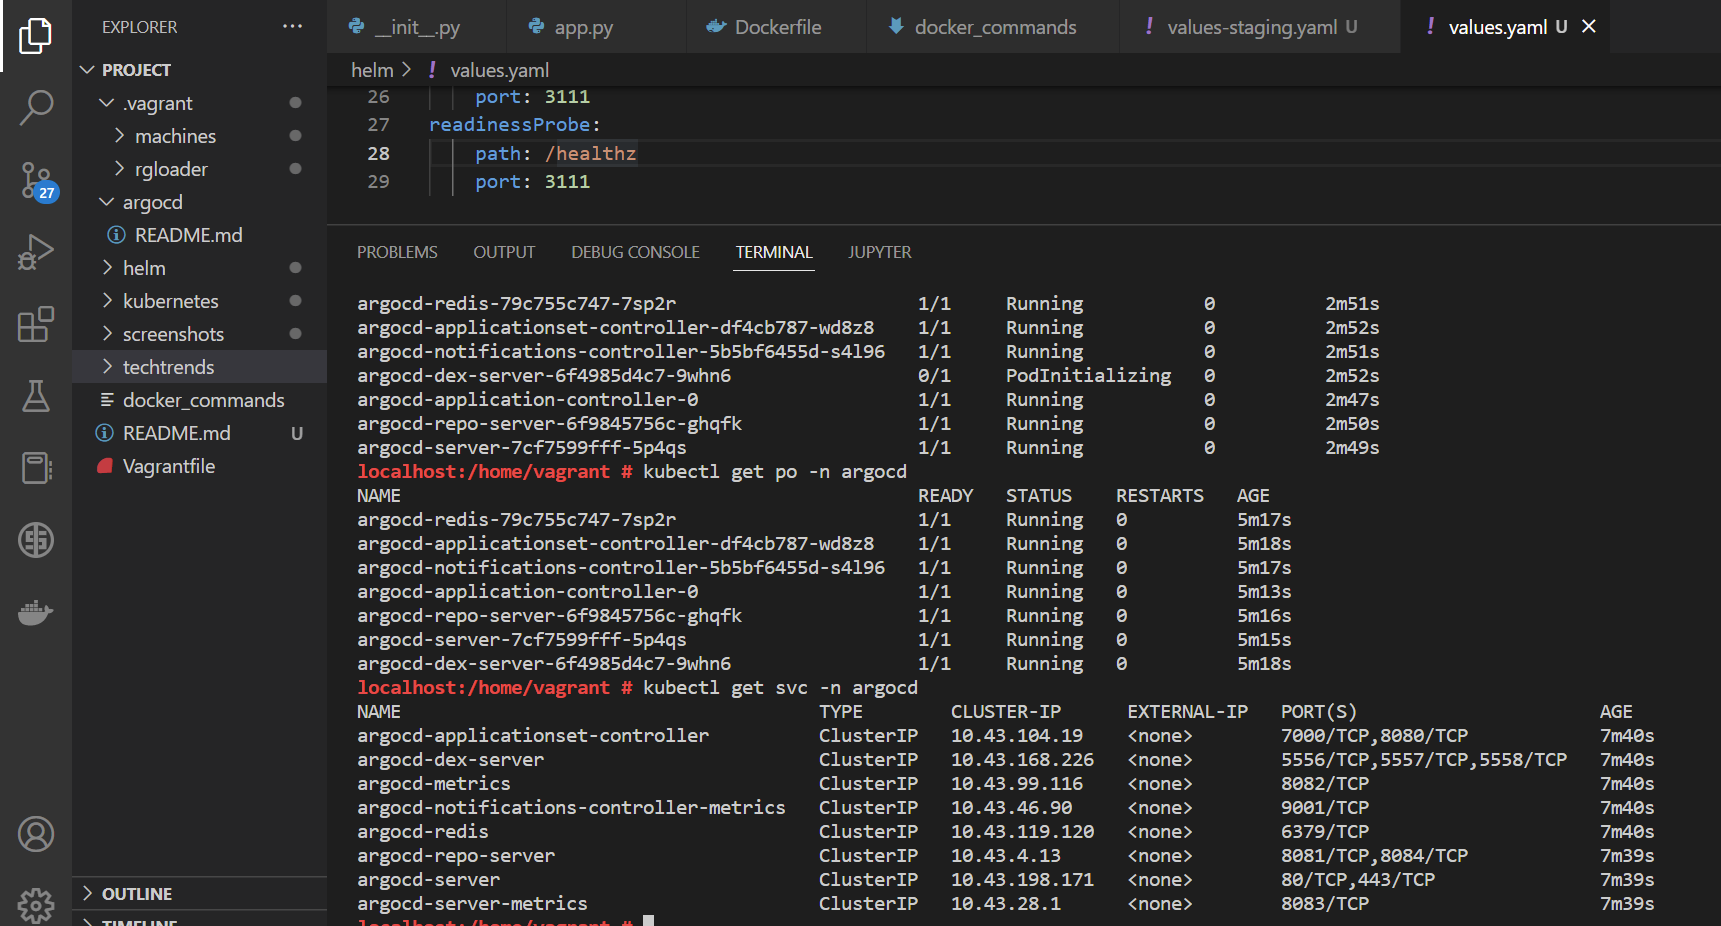 EXPLORER ···
__init__.py app.py Dockerfile docker_commands values-staging.yaml U values.yaml U
PROJECT
.vagrant
machines
rgloader
argocd
README.md
helm
kubernetes
screenshots
techtrends
docker_commands
README.md U
Vagrantfile
OUTLINE
TIMELINE
27
helm > values.yaml
26 port: 3111
27 readinessProbe:
28 path: /healthz
29 port: 3111
PROBLEMS OUTPUT DEBUG CONSOLE TERMINAL JUPYTER
argocd-redis-79c755c747-7sp2r 1/1 Running 0 2m51s
argocd-applicationset-controller-df4cb787-wd8z8 1/1 Running 0 2m52s
argocd-notifications-controller-5b5bf6455d-s4l96 1/1 Running 0 2m51s
argocd-dex-server-6f4985d4c7-9whn6 0/1 PodInitializing 0 2m52s
argocd-application-controller-0 1/1 Running 0 2m47s
argocd-repo-server-6f9845756c-ghqfk 1/1 Running 0 2m50s
argocd-server-7cf7599fff-5p4qs 1/1 Running 0 2m49s
localhost:/home/vagrant # kubectl get po -n argocd
NAME READY STATUS RESTARTS AGE
argocd-redis-79c755c747-7sp2r 1/1 Running 0 5m17s
argocd-applicationset-controller-df4cb787-wd8z8 1/1 Running 0 5m18s
argocd-notifications-controller-5b5bf6455d-s4l96 1/1 Running 0 5m17s
argocd-application-controller-0 1/1 Running 0 5m13s
argocd-repo-server-6f9845756c-ghqfk 1/1 Running 0 5m16s
argocd-server-7cf7599fff-5p4qs 1/1 Running 0 5m15s
argocd-dex-server-6f4985d4c7-9whn6 1/1 Running 0 5m18s
localhost:/home/vagrant # kubectl get svc -n argocd
NAME TYPE CLUSTER-IP EXTERNAL-IP PORT(S) AGE
argocd-applicationset-controller ClusterIP 10.43.104.19 <none> 7000/TCP,8080/TCP 7m40s
argocd-dex-server ClusterIP 10.43.168.226 <none> 5556/TCP,5557/TCP,5558/TCP 7m40s
argocd-metrics ClusterIP 10.43.99.116 <none> 8082/TCP 7m40s
argocd-notifications-controller-metrics ClusterIP 10.43.46.90 <none> 9001/TCP 7m40s
argocd-redis ClusterIP 10.43.119.120 <none> 6379/TCP 7m40s
argocd-repo-server ClusterIP 10.43.4.13 <none> 8081/TCP,8084/TCP 7m39s
argocd-server ClusterIP 10.43.198.171 <none> 80/TCP,443/TCP 7m39s
argocd-server-metrics ClusterIP 10.43.28.1 <none> 8083/TCP 7m39s
localhost:/home/vagrant #